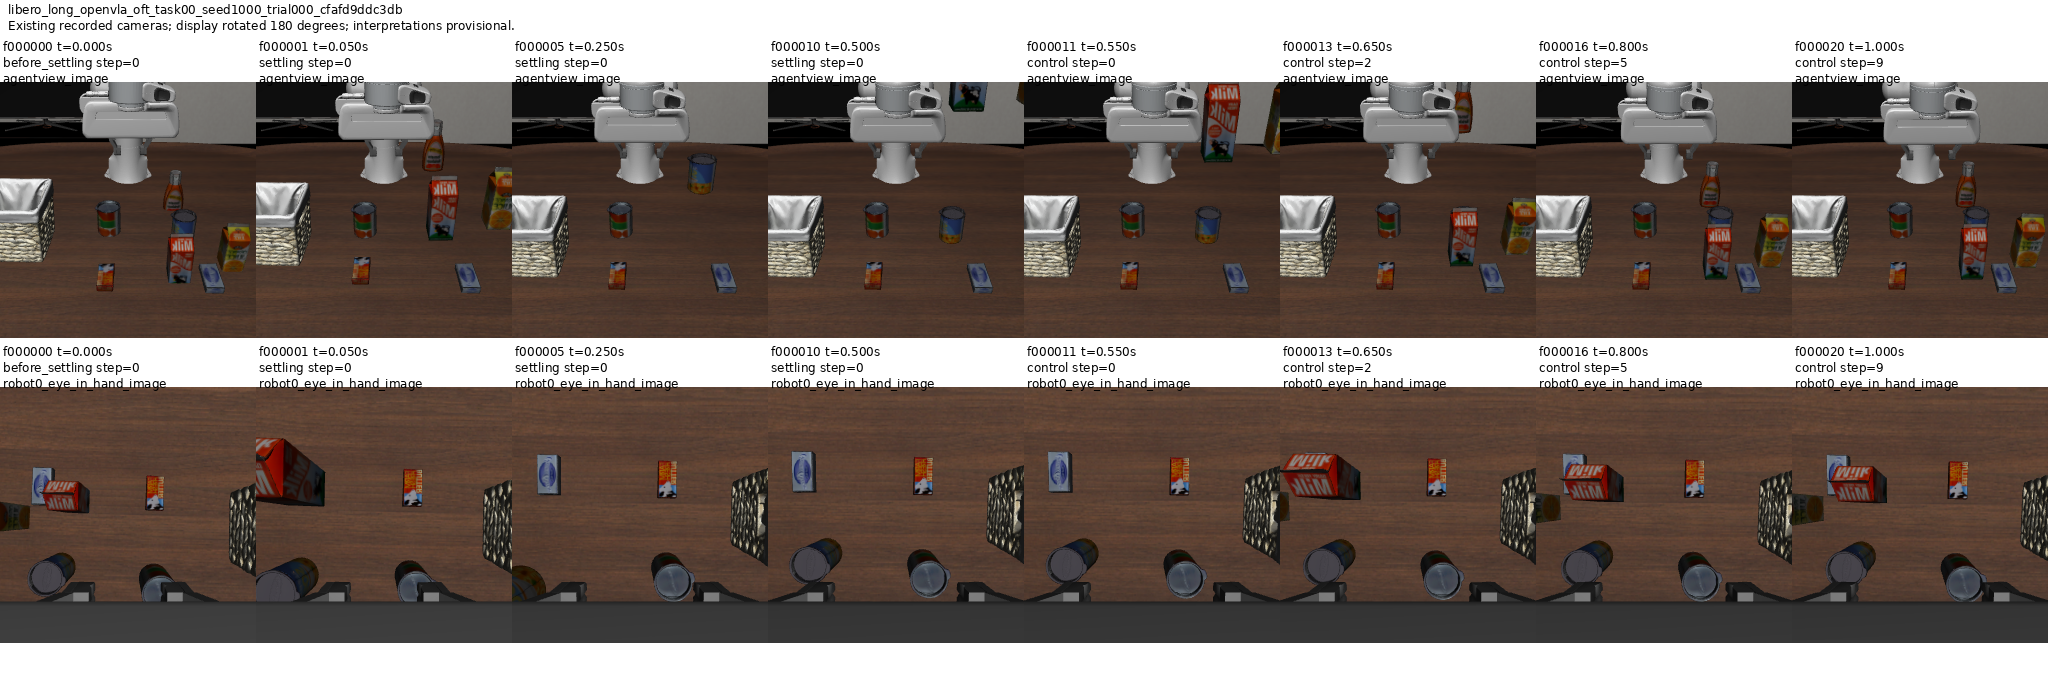 libero_long_openvla_oft_task00_seed1000_trial000_cfafd9ddc3db
Existing recorded cameras; display rotated 180 degrees; interpretations provisional.
f000000 t=0.000s
before_settling step=0
agentview_image
f000001 t=0.050s
settling step=0
agentview_image
f000005 t=0.250s
settling step=0
agentview_image
f000010 t=0.500s
settling step=0
agentview_image
f000011 t=0.550s
control step=0
agentview_image
f000013 t=0.650s
control step=2
agentview_image
f000016 t=0.800s
control step=5
agentview_image
f000020 t=1.000s
control step=9
agentview_image
f000000 t=0.000s
before_settling step=0
robot0_eye_in_hand_image
f000001 t=0.050s
settling step=0
robot0_eye_in_hand_image
f000005 t=0.250s
settling step=0
robot0_eye_in_hand_image
f000010 t=0.500s
settling step=0
robot0_eye_in_hand_image
f000011 t=0.550s
control step=0
robot0_eye_in_hand_image
f000013 t=0.650s
control step=2
robot0_eye_in_hand_image
f000016 t=0.800s
control step=5
robot0_eye_in_hand_image
f000020 t=1.000s
control step=9
robot0_eye_in_hand_image